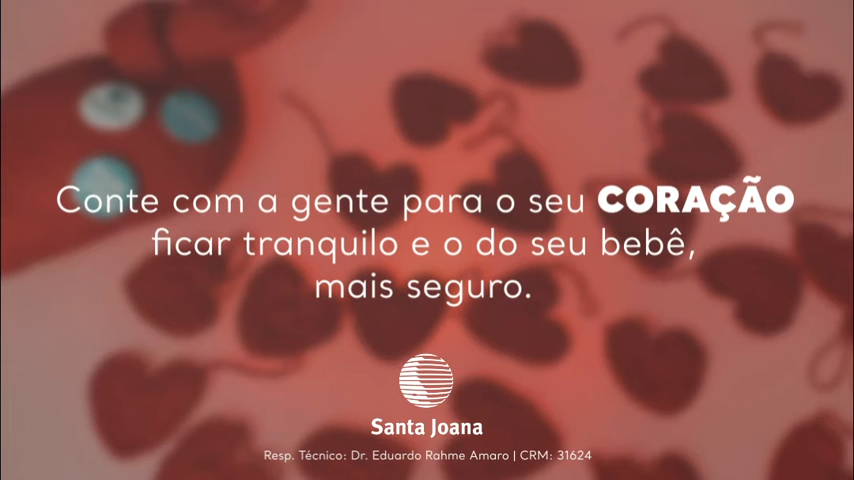 Conte com a gente para o seu CORAÇÃO
ficar tranquilo e o do seu bebê,
mais seguro.
Santa Joana
Resp. Técnico: Dr. Eduardo Rahme Amaro | CRM: 31624